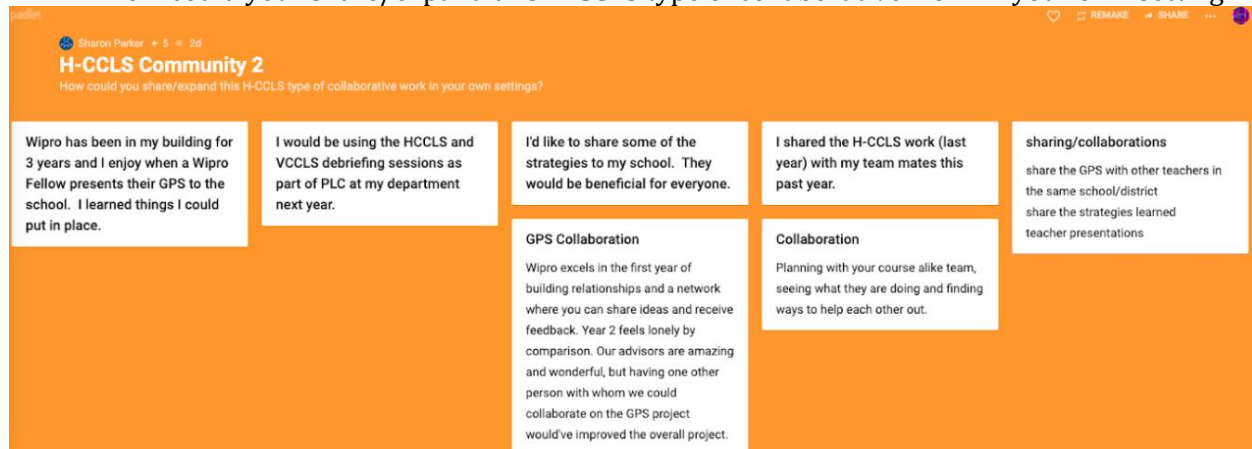 padlet
REMAKE
SHARE
Sharon Parker + 5 2d
H-CCLS Community 2
How could you share/expand this H-CCLS type of collaborative work in your own settings?
Wipro has been in my building for
3 years and I enjoy when a Wipro
Fellow presents their GPS to the
school. I learned things I could
put in place.
I would be using the HCCLS and
VCCLS debriefing sessions as
part of PLC at my department
next year.
I'd like to share some of the
strategies to my school. They
would be beneficial for everyone.
GPS Collaboration
Wipro excels in the first year of
building relationships and a network
where you can share ideas and receive
feedback. Year 2 feels lonely by
comparison. Our advisors are amazing
and wonderful, but having one other
person with whom we could
collaborate on the GPS project
would've improved the overall project.
I shared the H-CCLS work (last
year) with my team mates this
past year.
Collaboration
Planning with your course alike team,
seeing what they are doing and finding
ways to help each other out.
sharing/collaborations
share the GPS with other teachers in
the same school/district
share the strategies learned
teacher presentations